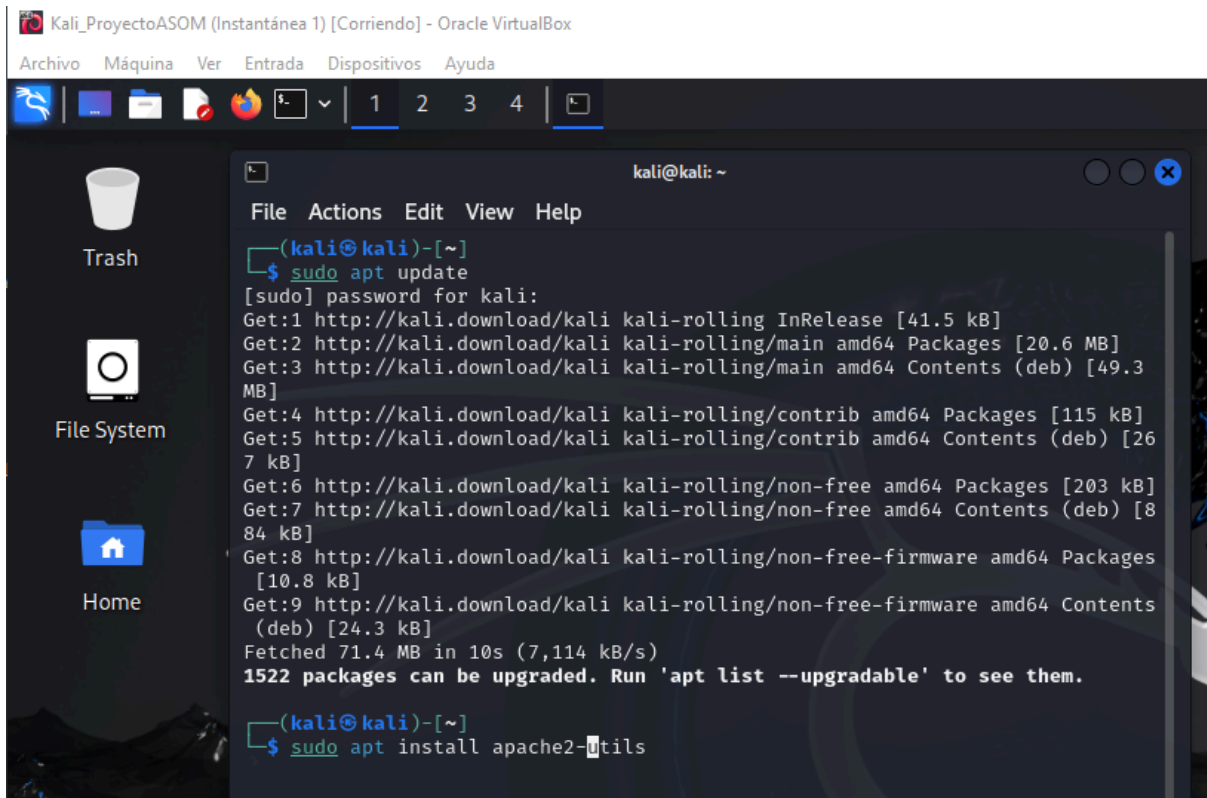 Kali_ProyectoASOM (Instantánea 1) [Corriendo] - Oracle VirtualBox
Archivo Máquina Ver Entrada Dispositivos Ayuda
1 2 3 4
kali@kali: ~
File Actions Edit View Help
Trash
File System
Home
┌──(kali㉿kali)-[~]
└─$ sudo apt update
[sudo] password for kali:
Get:1 http://kali.download/kali kali-rolling InRelease [41.5 kB]
Get:2 http://kali.download/kali kali-rolling/main amd64 Packages [20.6 MB]
Get:3 http://kali.download/kali kali-rolling/main amd64 Contents (deb) [49.3
MB]
Get:4 http://kali.download/kali kali-rolling/contrib amd64 Packages [115 kB]
Get:5 http://kali.download/kali kali-rolling/contrib amd64 Contents (deb) [26
7 kB]
Get:6 http://kali.download/kali kali-rolling/non-free amd64 Packages [203 kB]
Get:7 http://kali.download/kali kali-rolling/non-free amd64 Contents (deb) [8
84 kB]
Get:8 http://kali.download/kali kali-rolling/non-free-firmware amd64 Packages
[10.8 kB]
Get:9 http://kali.download/kali kali-rolling/non-free-firmware amd64 Contents
(deb) [24.3 kB]
Fetched 71.4 MB in 10s (7,114 kB/s)
1522 packages can be upgraded. Run 'apt list --upgradable' to see them.
┌──(kali㉿kali)-[~]
└─$ sudo apt install apache2-utils